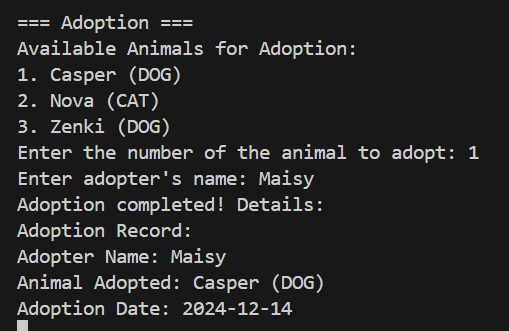 === Adoption ===
Available Animals for Adoption:
1. Casper (DOG)
2. Nova (CAT)
3. Zenki (DOG)
Enter the number of the animal to adopt: 1
Enter adopter's name: Maisy
Adoption completed! Details:
Adoption Record:
Adopter Name: Maisy
Animal Adopted: Casper (DOG)
Adoption Date: 2024-12-14